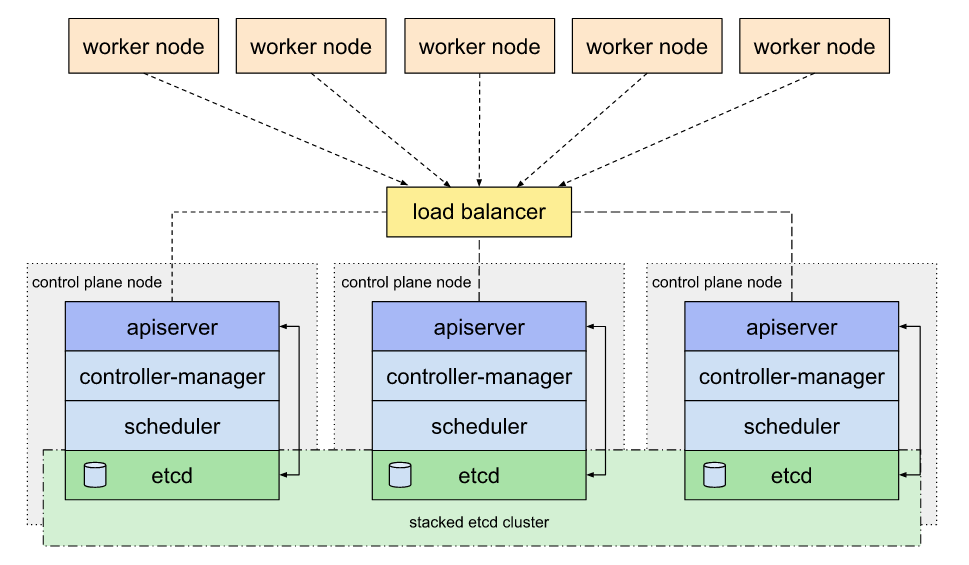 worker node
worker node
worker node
worker node
worker node
load balancer
control plane node
control plane node
control plane node
apiserver
apiserver
apiserver
controller-manager
controller-manager
controller-manager
scheduler
scheduler
scheduler
etcd
etcd
etcd
stacked etcd cluster